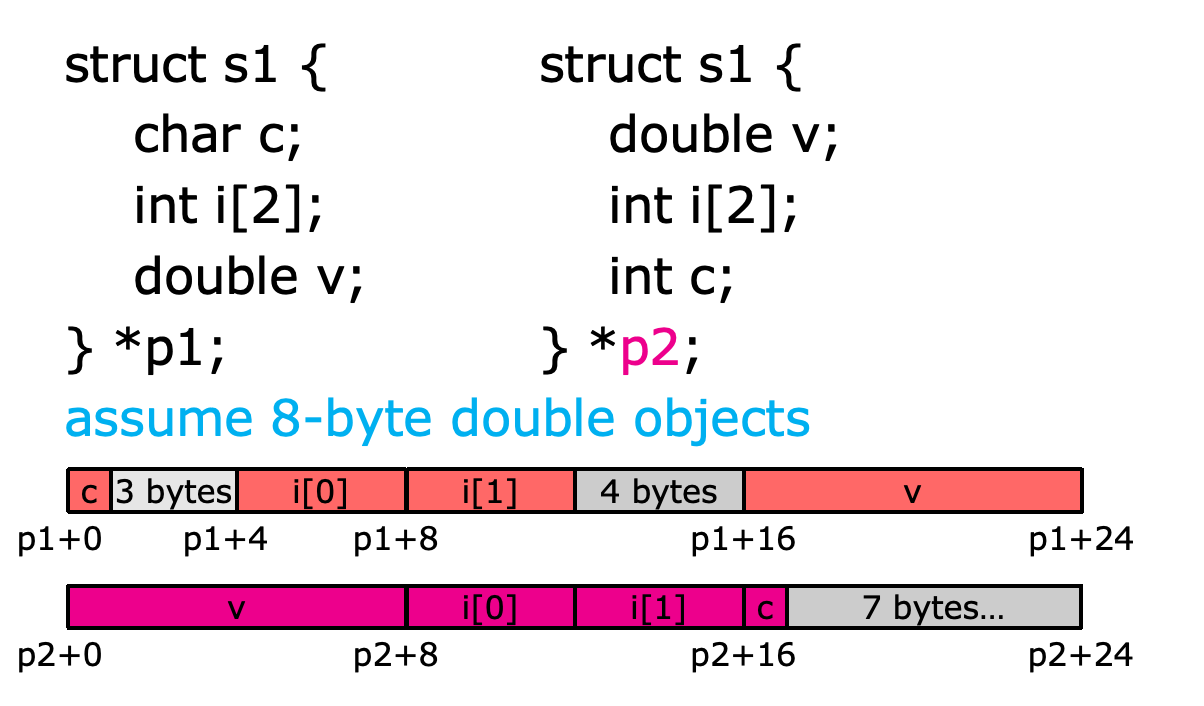 struct s1 {
char c;
int i[2];
double v;
} *p1;
struct s1 {
double v;
int i[2];
int c;
} *p2;
assume 8-byte double objects
c 3 bytes i[0] i[1] 4 bytes v
p1+0 p1+4 p1+8 p1+16 p1+24
v i[0] i[1] c 7 bytes…
p2+0 p2+8 p2+16 p2+24